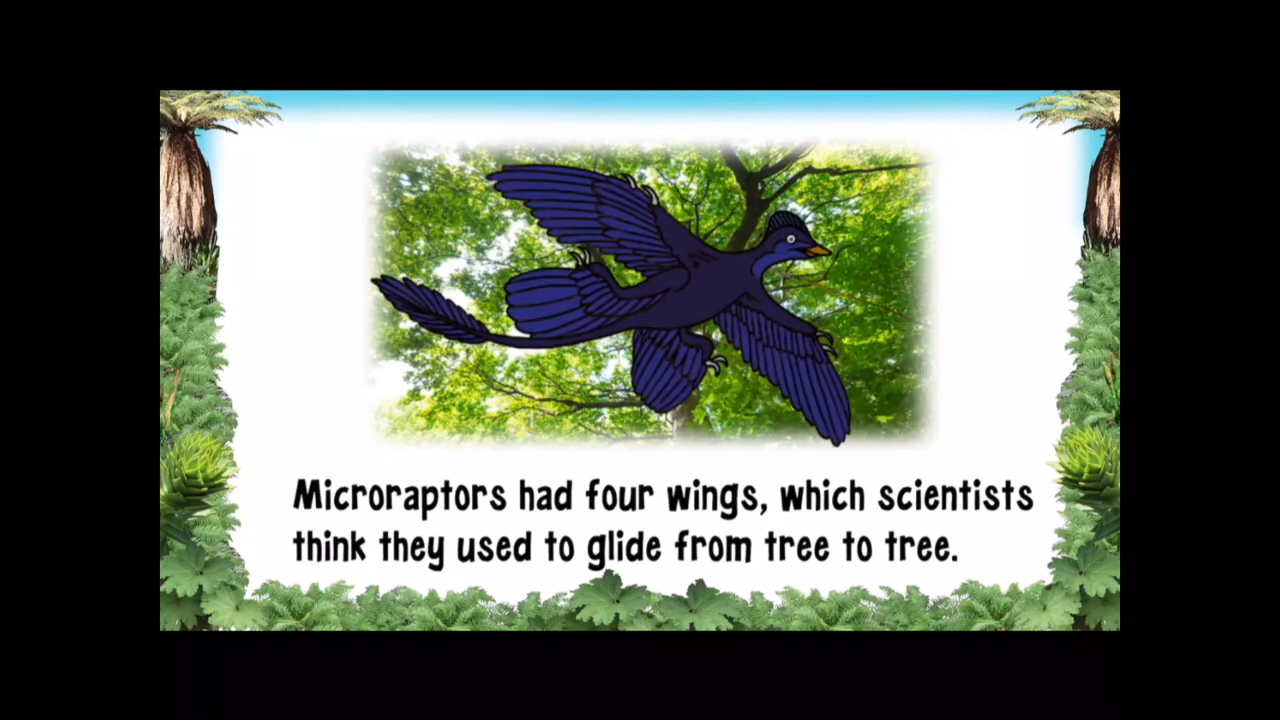 Microraptors had four wings, which scientists
think they used to glide from tree to tree.